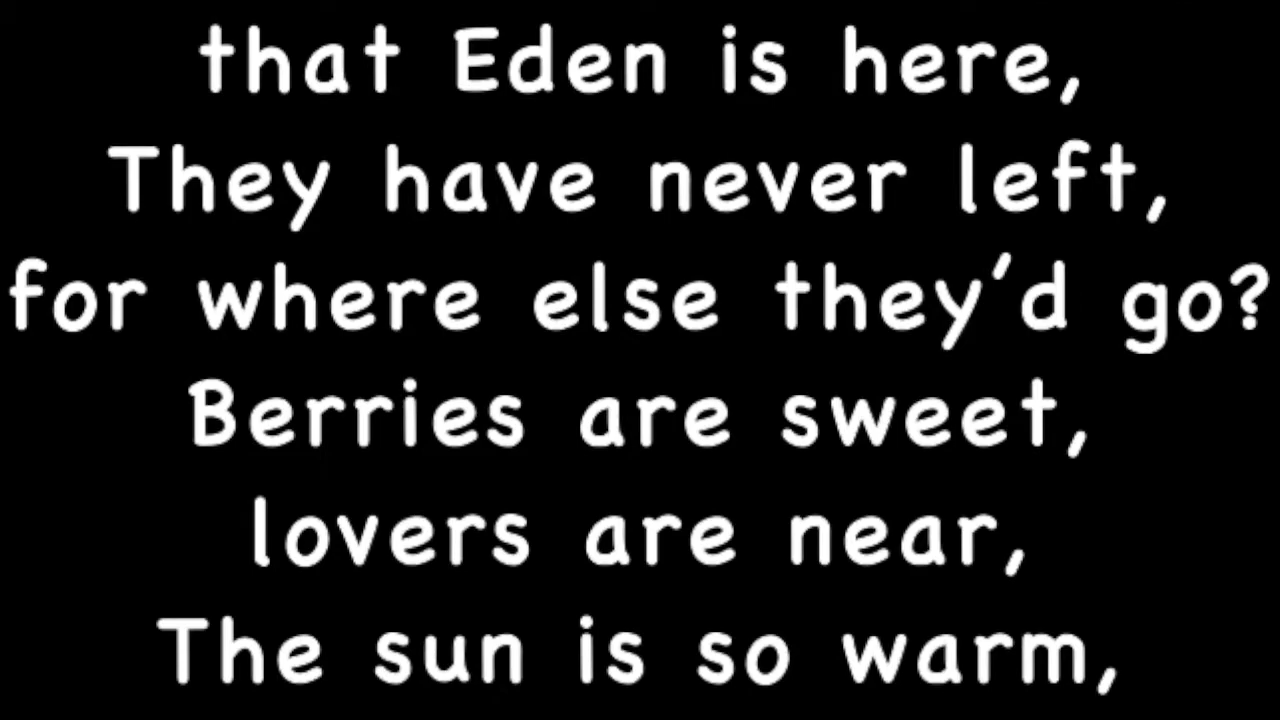 that Eden is here,
They have never left,
for where else they’d go?
Berries are sweet,
lovers are near,
The sun is so warm,